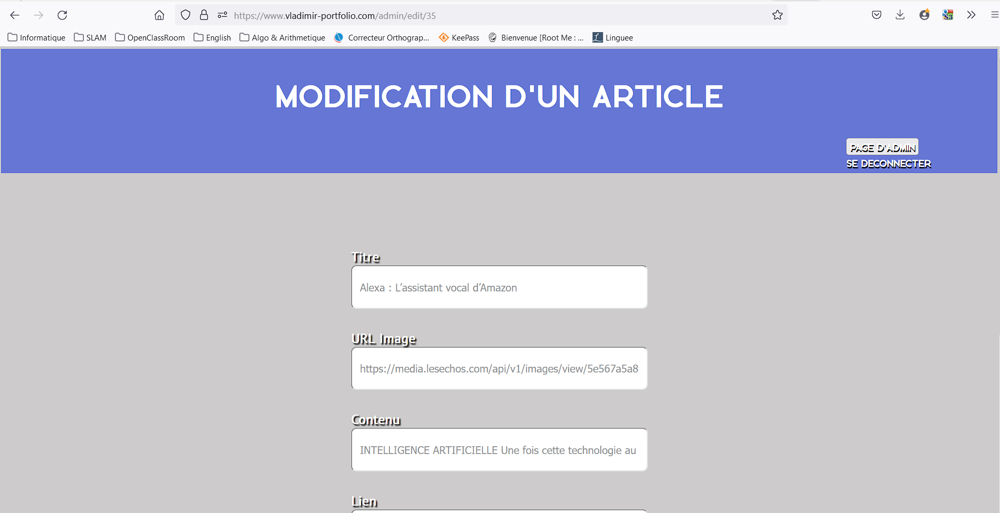 https://www.vladimir-portfolio.com/admin/edit/35
Informatique SLAM OpenClassRoom English Algo & Arithmetique Correcteur Orthograp... KeePass Bienvenue [Root Me : ... Linguee
MODIFICATION D'UN ARTICLE
PAGE D'ADMIN
SE DECONNECTER
Titre
Alexa : L’assistant vocal d’Amazon
URL Image
https://media.lesechos.com/api/v1/images/view/5e567a5a8
Contenu
INTELLIGENCE ARTIFICIELLE Une fois cette technologie au
Lien